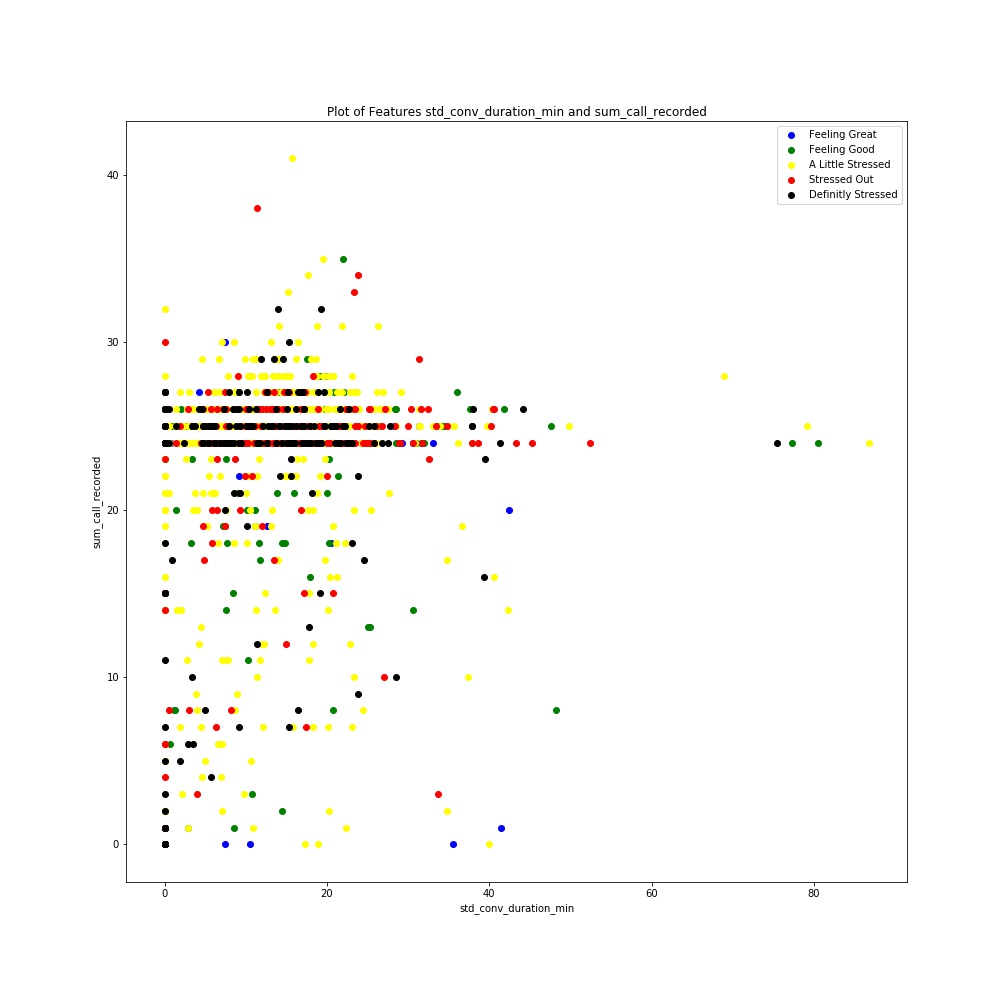 Plot of Features std_conv_duration_min and sum_call_recorded
Feeling Great
Feeling Good
A Little Stressed
Stressed Out
Definitly Stressed
sum_call_recorded
40
30
20
10
0
0 20 40 60 80
std_conv_duration_min